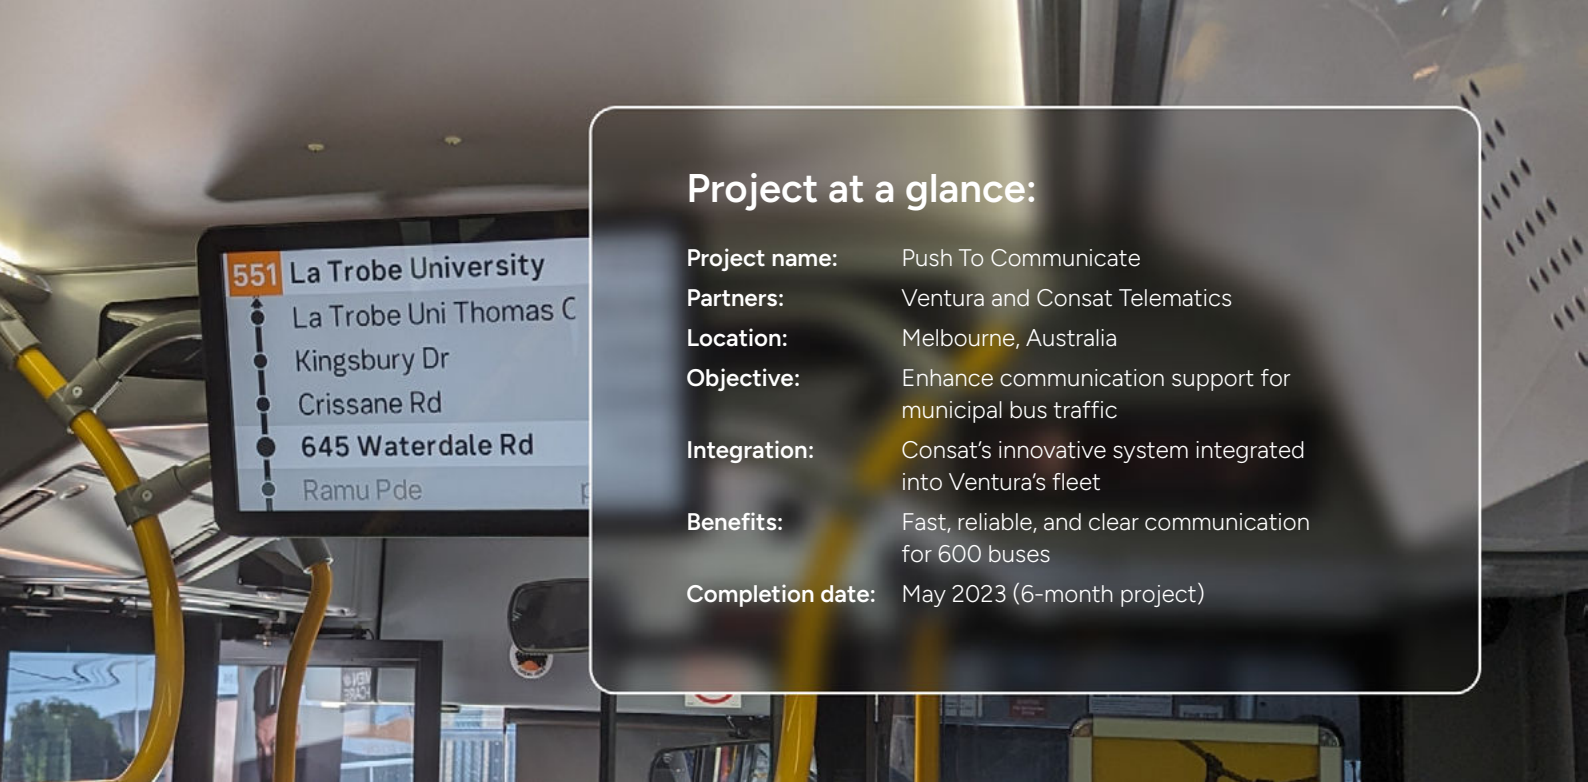 551 La Trobe University
La Trobe Uni Thomas C
Kingsbury Dr
Crissane Rd
645 Waterdale Rd
Ramu Pde
Project at a glance:
Project name: Push To Communicate
Partners: Ventura and Consat Telematics
Location: Melbourne, Australia
Objective: Enhance communication support for
municipal bus traffic
Integration: Consat’s innovative system integrated
into Ventura’s fleet
Benefits: Fast, reliable, and clear communication
for 600 buses
Completion date: May 2023 (6-month project)